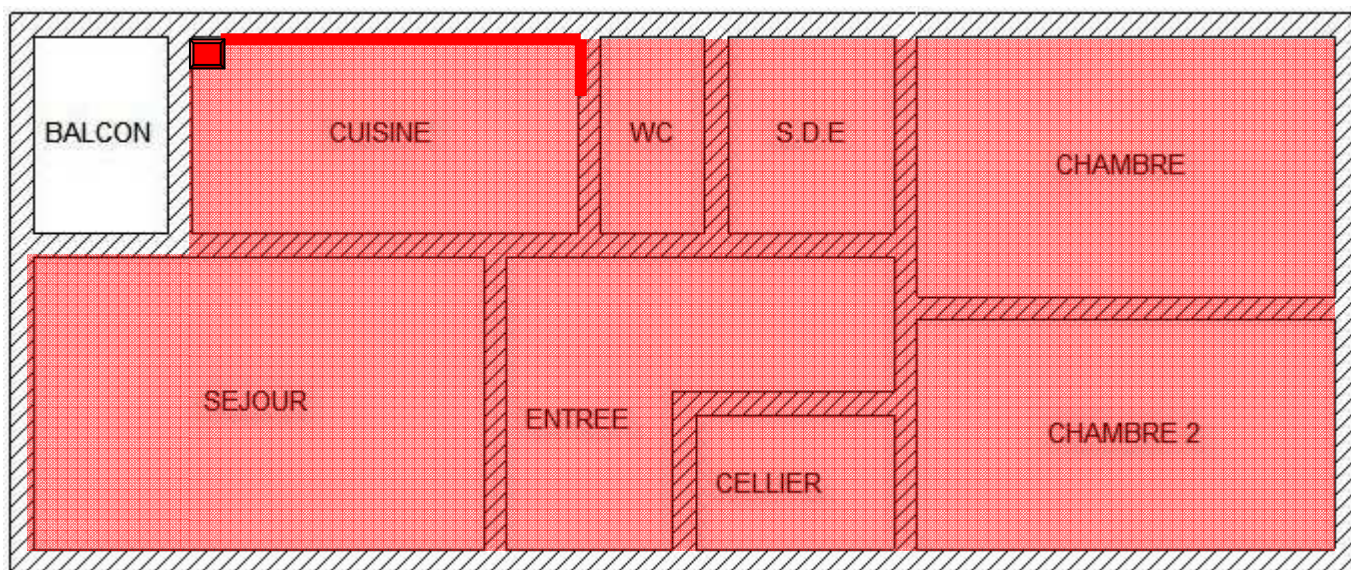 BALCON
CUISINE
WC
S.D.E
CHAMBRE
SEJOUR
ENTREE
CELLIER
CHAMBRE 2